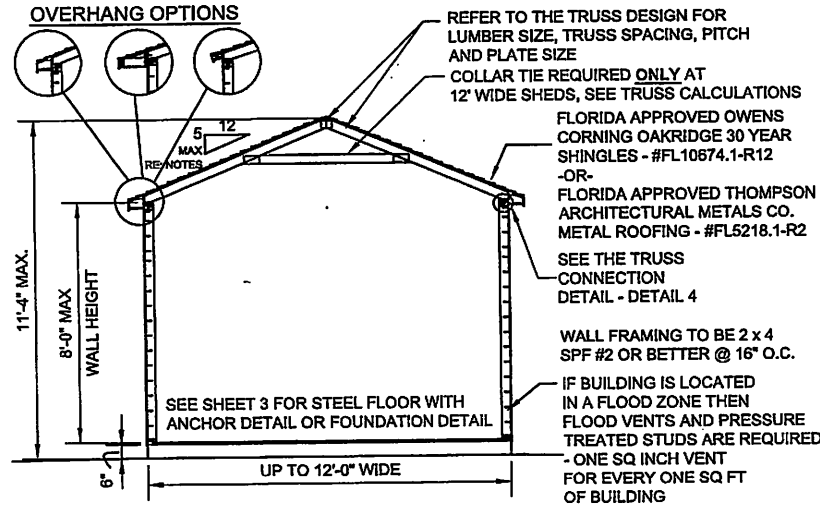 OVERHANG OPTIONS
REFER TO THE TRUSS DESIGN FOR
LUMBER SIZE, TRUSS SPACING, PITCH
AND PLATE SIZE
COLLAR TIE REQUIRED ONLY AT
12' WIDE SHEDS, SEE TRUSS CALCULATIONS
FLORIDA APPROVED OWENS
CORNING OAKRIDGE 30 YEAR
SHINGLES - #FL10674.1-R12
-OR-
FLORIDA APPROVED THOMPSON
ARCHITECTURAL METALS CO.
METAL ROOFING - #FL5218.1-R2
5
12
MAX
RE-NOTES
SEE THE TRUSS
CONNECTION
DETAIL - DETAIL 4
11'-4" MAX.
8'-0" MAX
WALL HEIGHT
WALL FRAMING TO BE 2 x 4
SPF #2 OR BETTER @ 16" O.C.
SEE SHEET 3 FOR STEEL FLOOR WITH
ANCHOR DETAIL OR FOUNDATION DETAIL
IF BUILDING IS LOCATED
IN A FLOOD ZONE THEN
FLOOD VENTS AND PRESSURE
TREATED STUDS ARE REQUIRED
- ONE SQ INCH VENT
FOR EVERY ONE SQ FT
OF BUILDING
6"
UP TO 12'-0" WIDE